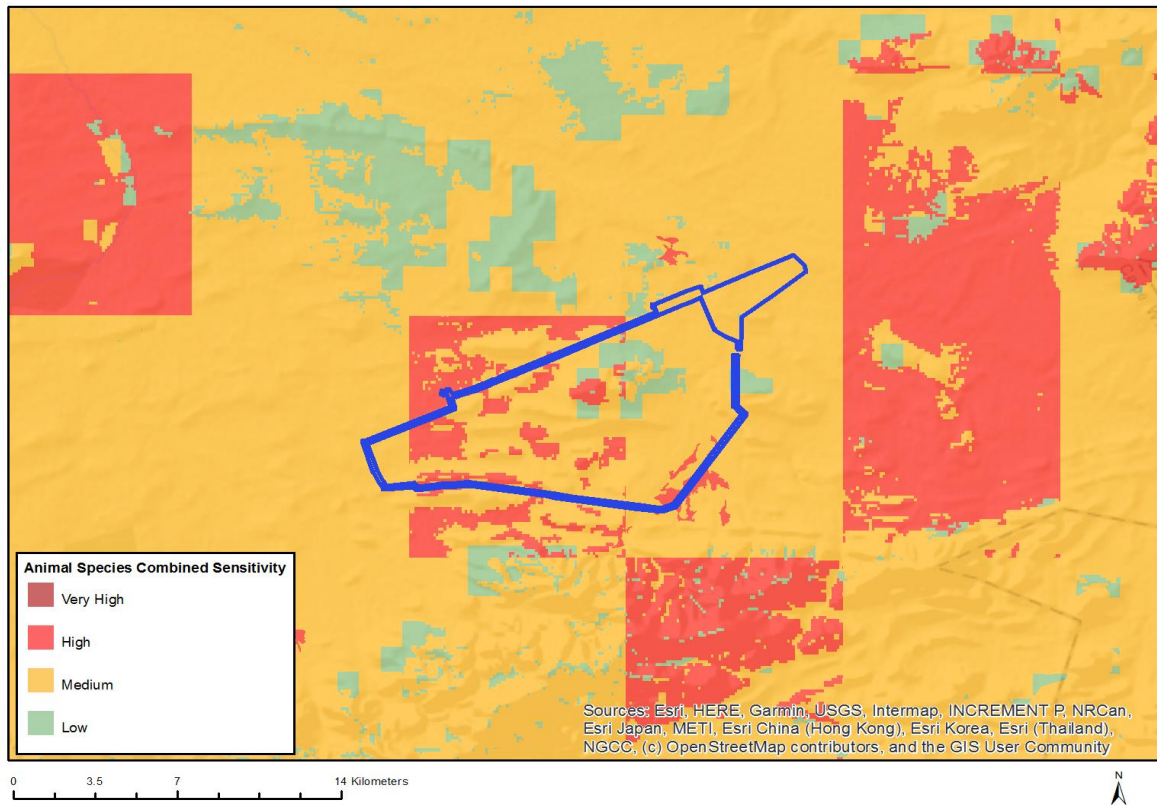 Animal Species Combined Sensitivity
Very High
High
Medium
Low
Sources: Esri, HERE, Garmin, USGS, Intermap, INCREMENT P, NRCan,
Esri Japan, METI, Esri China (Hong Kong), Esri Korea, Esri (Thailand),
NGCC, (c) OpenStreetMap contributors, and the GIS User Community
0 3.5 7 14 Kilometers
N